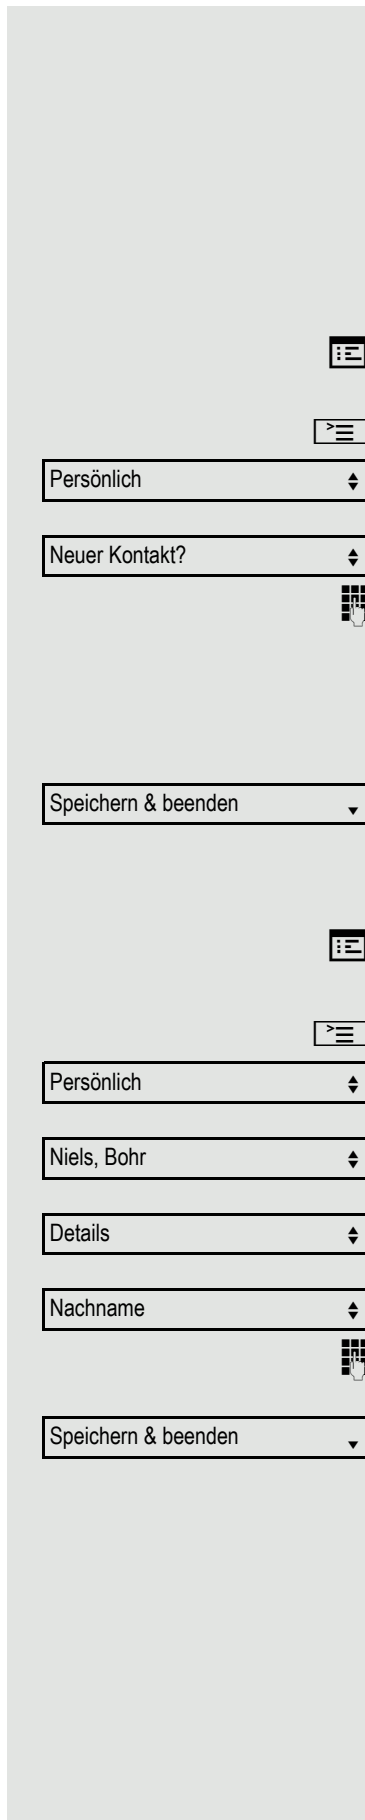 Persönlich
Neuer Kontakt?
Speichern & beenden
Persönlich
Niels, Bohr
Details
Nachname
Speichern & beenden